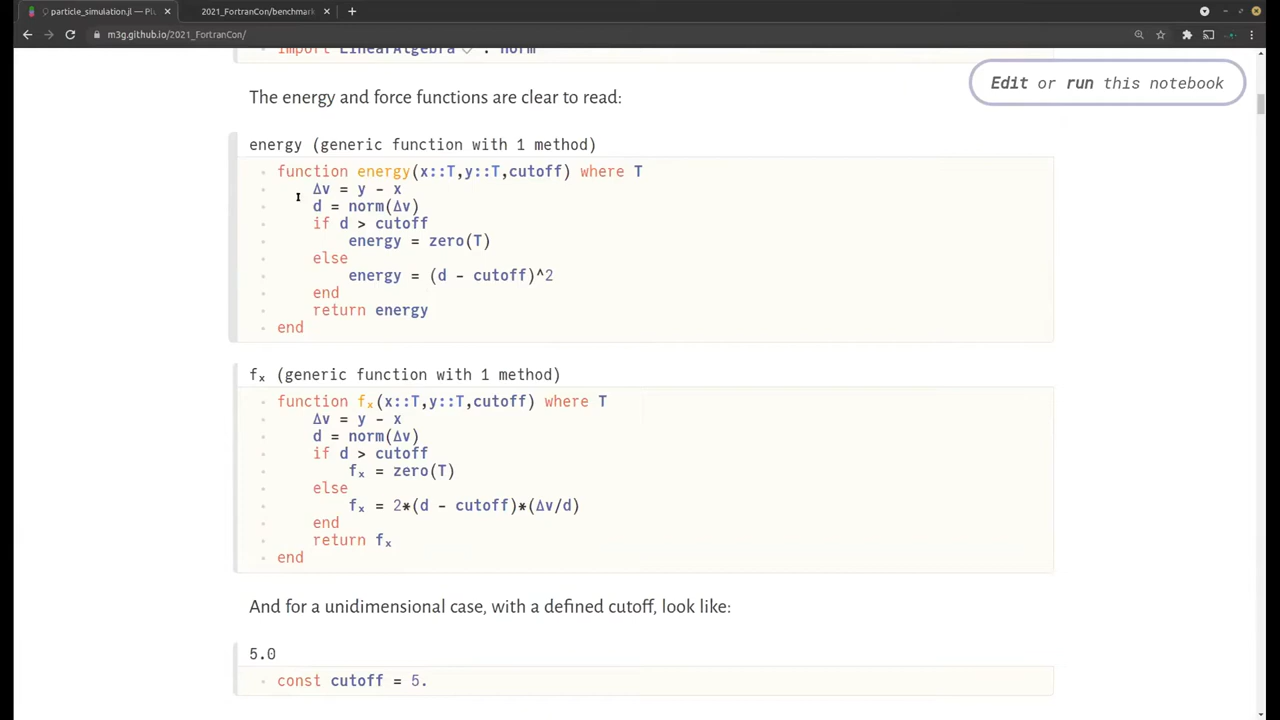 particle_simulation.jl — Pl
2021_FortranCon/benchmark
m3g.github.io/2021_FortranCon/
import LinearAlgebra : norm
Edit or run this notebook
The energy and force functions are clear to read:
energy (generic function with 1 method)
function energy(x::T,y::T,cutoff) where T
Δv = y - x
d = norm(Δv)
if d > cutoff
energy = zero(T)
else
energy = (d - cutoff)^2
end
return energy
end
fₓ (generic function with 1 method)
function fₓ(x::T,y::T,cutoff) where T
Δv = y - x
d = norm(Δv)
if d > cutoff
fₓ = zero(T)
else
fₓ = 2*(d - cutoff)*(Δv/d)
end
return fₓ
end
And for a unidimensional case, with a defined cutoff, look like:
5.0
const cutoff = 5.